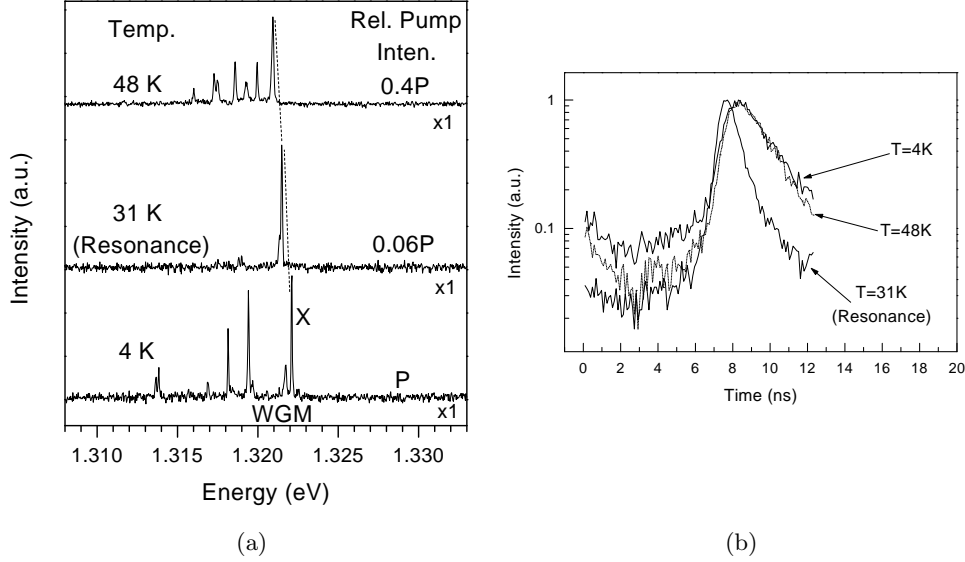 Temp.
Rel. Pump
Inten.
48 K
0.4P
x1
31 K
(Resonance)
0.06P
x1
4 K
X
P
WGM
x1
1.310
1.315
1.320
1.325
1.330
Energy (eV)
Intensity (a.u.)
(a)
1
0.1
Intensity (a.u.)
T=4K
T=48K
T=31K
(Resonance)
0
2
4
6
8
10
12
14
16
18
20
Time (ns)
(b)